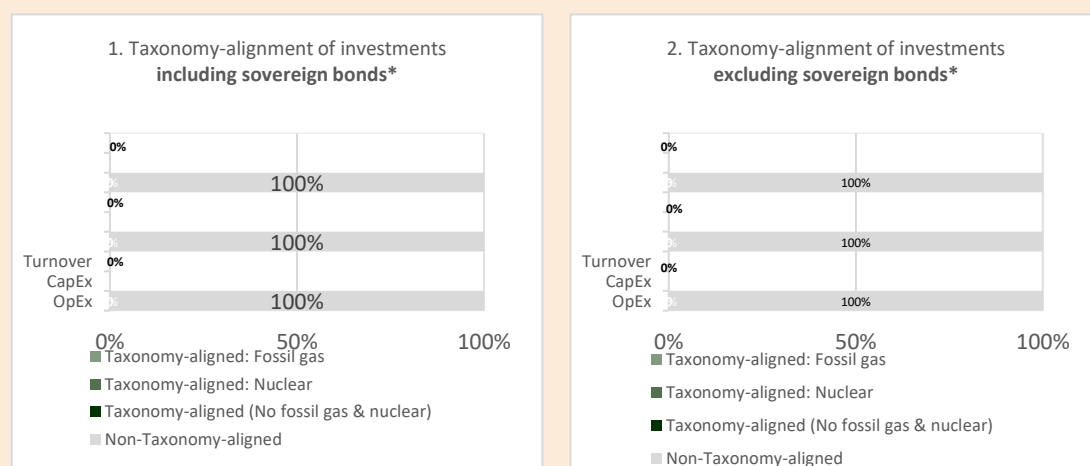 1. Taxonomy-alignment of investments
including sovereign bonds*
0%
100%
0%
100%
Turnover
0%
CapEx
OpEx
100%
0%
50%
100%
Taxonomy-aligned: Fossil gas
Taxonomy-aligned: Nuclear
Taxonomy-aligned (No fossil gas & nuclear)
Non-Taxonomy-aligned
2. Taxonomy-alignment of investments
excluding sovereign bonds*
0%
100%
0%
100%
Turnover
0%
CapEx
OpEx
100%
0%
50%
100%
Taxonomy-aligned: Fossil gas
Taxonomy-aligned: Nuclear
Taxonomy-aligned (No fossil gas & nuclear)
Non-Taxonomy-aligned